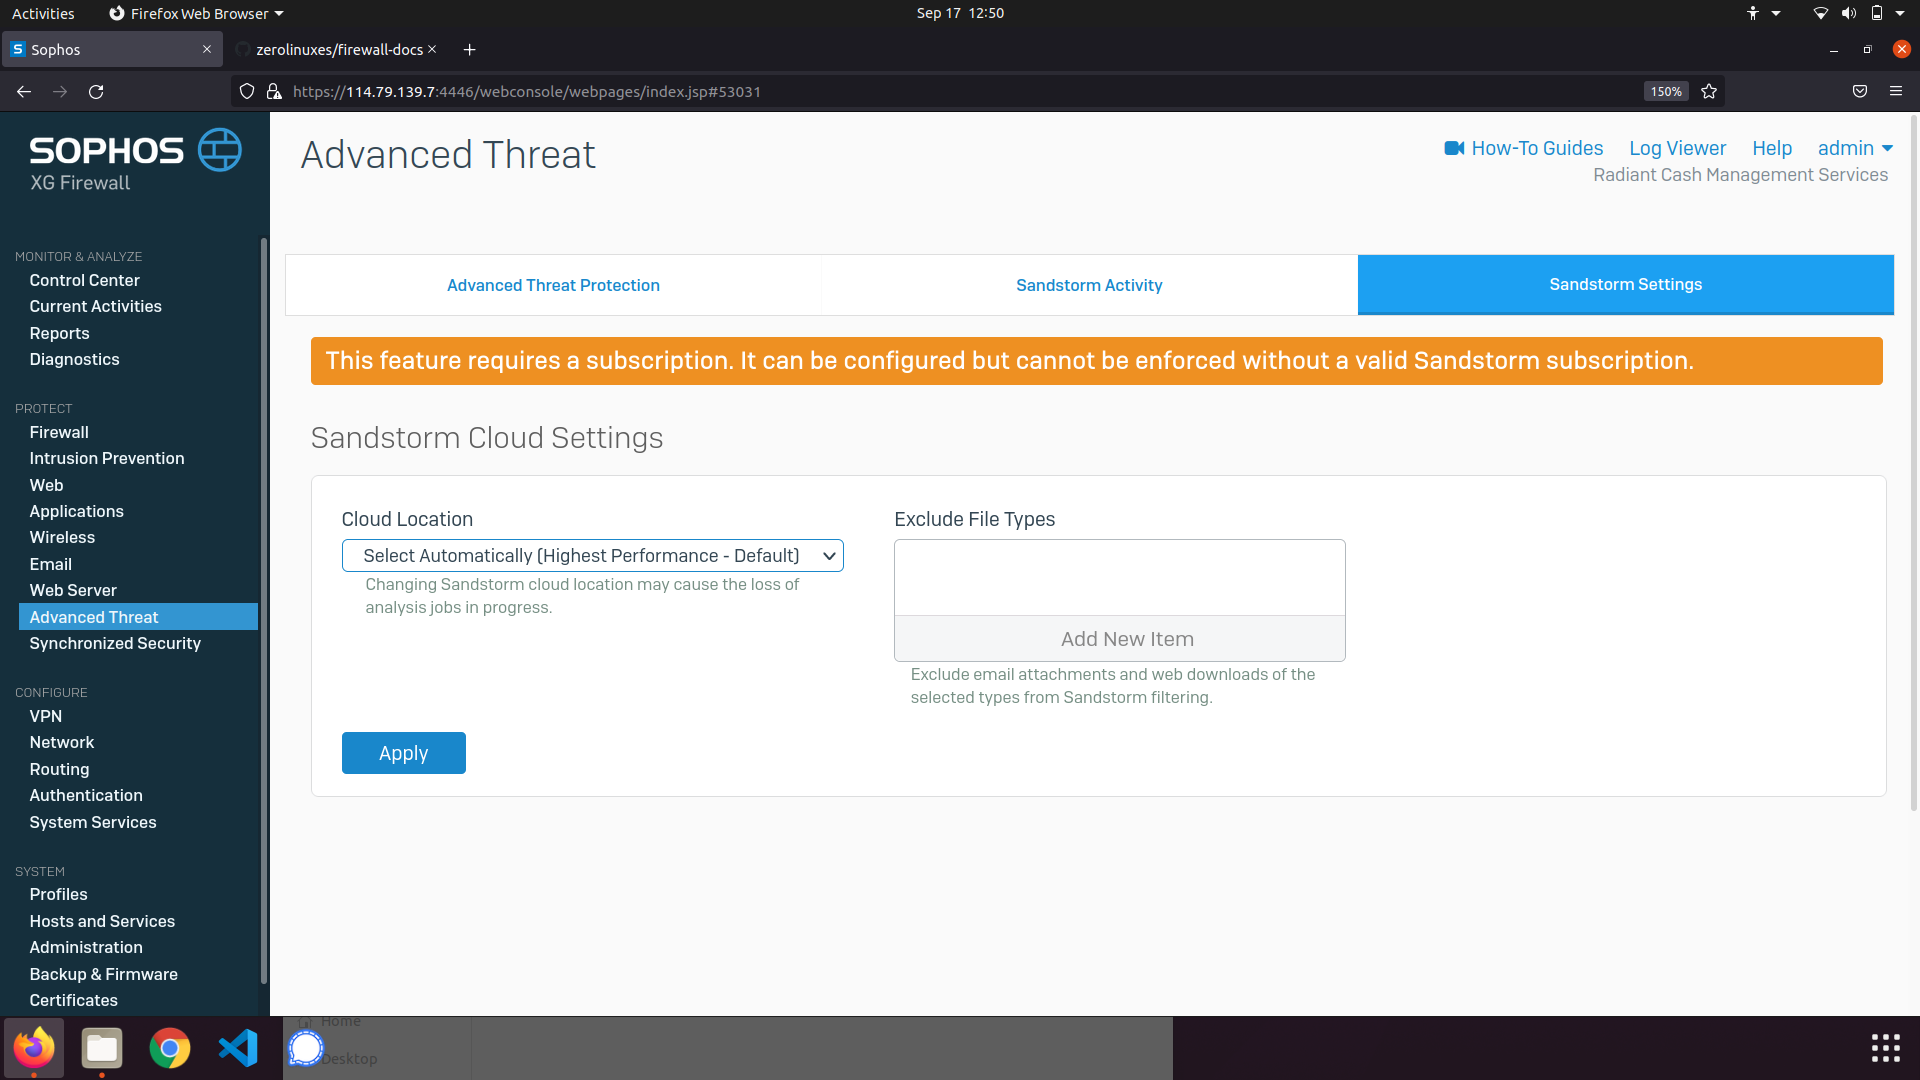 Activities
Firefox Web Browser
Sep 17 12:50
Sophos
zerolinuxes/firewall-docs
https://114.79.139.7:4446/webconsole/webpages/index.jsp#53031
150%
SOPHOS
XG Firewall
Advanced Threat
How-To Guides
Log Viewer
Help
admin
Radiant Cash Management Services
MONITOR & ANALYZE
Control Center
Current Activities
Reports
Diagnostics
PROTECT
Firewall
Intrusion Prevention
Web
Applications
Wireless
Email
Web Server
Advanced Threat
Synchronized Security
CONFIGURE
VPN
Network
Routing
Authentication
System Services
SYSTEM
Profiles
Hosts and Services
Administration
Backup & Firmware
Certificates
Advanced Threat Protection
Sandstorm Activity
Sandstorm Settings
This feature requires a subscription. It can be configured but cannot be enforced without a valid Sandstorm subscription.
Sandstorm Cloud Settings
Cloud Location
Select Automatically (Highest Performance - Default)
Changing Sandstorm cloud location may cause the loss of
analysis jobs in progress.
Exclude File Types
Add New Item
Exclude email attachments and web downloads of the
selected types from Sandstorm filtering.
Apply
Home
Desktop